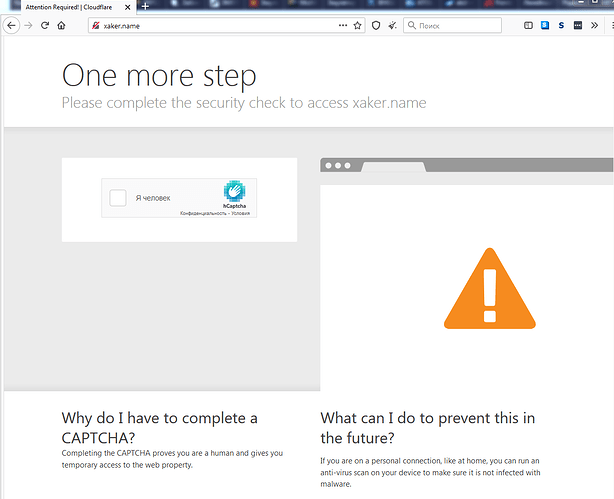 Attention Required! | Cloudflare
xaker.name
Поиск
One more step
Please complete the security check to access xaker.name
Я человек
hCaptcha
Конфиденциальность - Условия
Why do I have to complete a
CAPTCHA?
Completing the CAPTCHA proves you are a human and gives you
temporary access to the web property.
What can I do to prevent this in
the future?
If you are on a personal connection, like at home, you can run an
anti-virus scan on your device to make sure it is not infected with
malware.